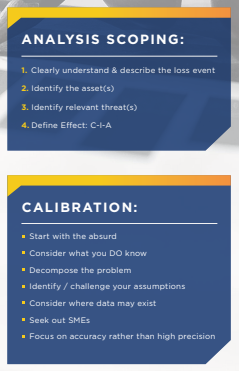 ANALYSIS SCOPING:
1. Clearly understand & describe the loss event
2. Identify the asset(s)
3. Identify relevant threat(s)
4. Define Effect: C-I-A
CALIBRATION:
▪ Start with the absurd
▪ Consider what you DO know
▪ Decompose the problem
▪ Identify / challenge your assumptions
▪ Consider where data may exist
▪ Seek out SMEs
▪ Focus on accuracy rather than high precision